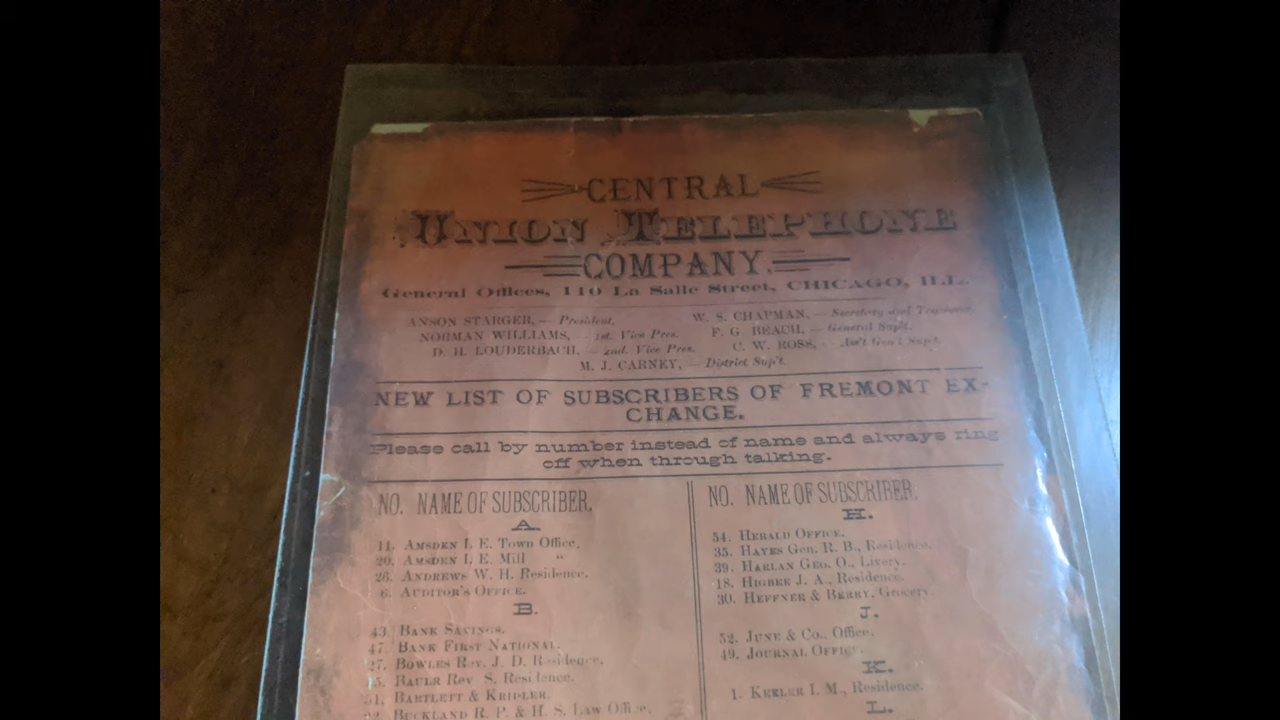 CENTRAL
UNION TELEPHONE
COMPANY.
General Offices, 110 La Salle Street, CHICAGO, ILL.
ANSON STARGER, — President,
NORMAN WILLIAMS, — 1st. Vice Pres.
D. H. LOUDERBACH, — 2nd. Vice Pres.
W. S. CHAPMAN, — Secretary and Treasurer.
F. G. BEACH, — General Sup't.
C. W. ROSS, — Ass't Gen'l Sup't.
M. J. CARNEY, — District Sup't.
NEW LIST OF SUBSCRIBERS OF FREMONT EX-
CHANGE.
Please call by number instead of name and always ring
off when through talking.
NO. NAME OF SUBSCRIBER.
A.
11. AMSDEN I. E. Town Office,
20. AMSDEN I. E. Mill "
26. ANDREWS W. H. Residence.
6. AUDITOR'S OFFICE.
B.
43. BANK SAVINGS.
47. BANK FIRST NATIONAL.
27. BOWLES Rev. J. D. Residence.
BAULR Rev S. Residence.
51. BARTLETT & KRIDLER.
BUCKLAND R. P. & H. S. Law Office.
NO. NAME OF SUBSCRIBER.
H.
54. HERALD OFFICE.
35. HAYES Gen. R. B., Residence.
39. HARLAN GEO. O., Livery.
18. HIGBEE J. A., Residence.
30. HEFFNER & BERRY, Grocery.
J.
52. JUNE & Co., Office.
49. JOURNAL OFFICE.
K.
1. KEELER I. M., Residence.
L.